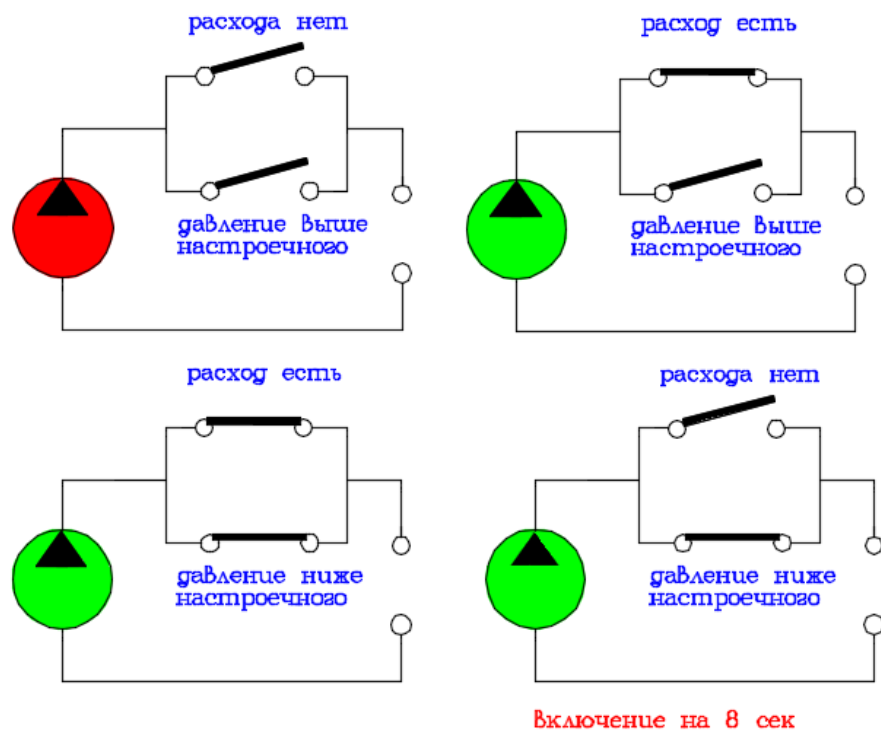 расхода нет
расход есть
давление выше
настроечного
давление выше
настроечного
расход есть
расхода нет
давление ниже
настроечного
давление ниже
настроечного
Включение на 8 сек